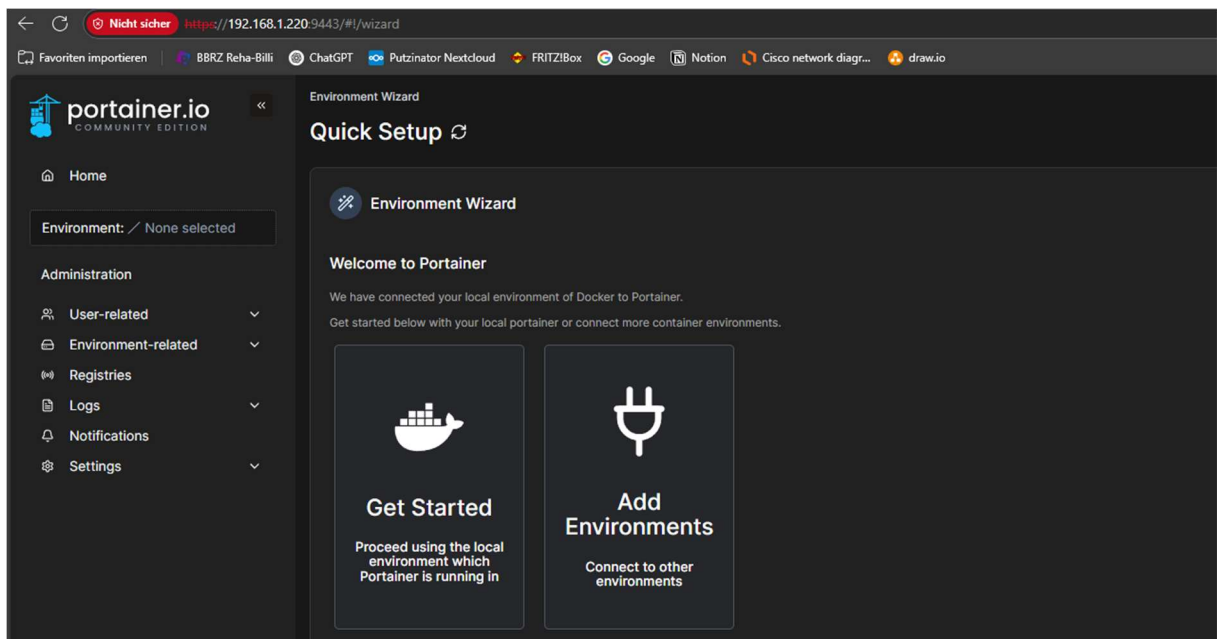 Nicht sicher https://192.168.1.220:9443/#!/wizard
Favoriten importieren BBRZ Reha-Billi ChatGPT Putzinator Nextcloud FRITZ!Box Google Notion Cisco network diagr... draw.io
portainer.io
COMMUNITY EDITION
Home
Environment: None selected
Administration
User-related
Environment-related
Registries
Logs
Notifications
Settings
Environment Wizard
Quick Setup
Environment Wizard
Welcome to Portainer
We have connected your local environment of Docker to Portainer.
Get started below with your local portainer or connect more container environments.
Get Started
Proceed using the local
environment which
Portainer is running in
Add
Environments
Connect to other
environments